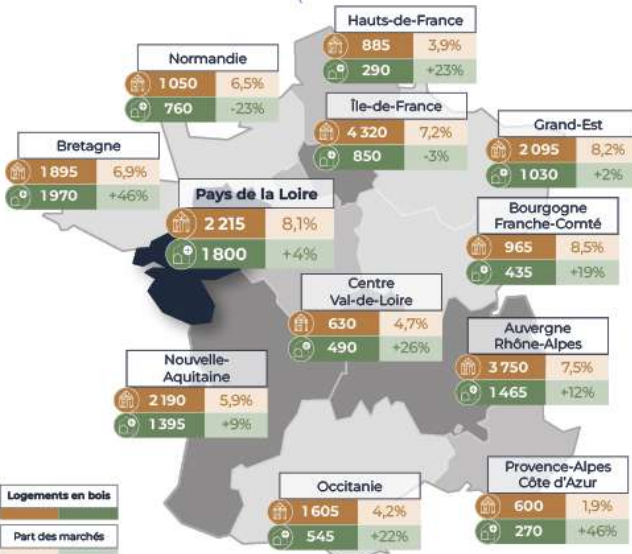 Hauts-de-France
885 3,9%
290 +23%
Normandie
1 050 6,5%
760 -23%
Île-de-France
4 320 7,2%
850 -3%
Grand-Est
2 095 8,2%
1 030 +2%
Bretagne
1 895 6,9%
1 970 +46%
Pays de la Loire
2 215 8,1%
1 800 +4%
Bourgogne
Franche-Comté
965 8,5%
435 +19%
Centre
Val-de-Loire
630 4,7%
490 +26%
Auvergne
Rhône-Alpes
3 750 7,5%
1 465 +12%
Nouvelle-
Aquitaine
2 190 5,9%
1 395 +9%
Occitanie
1 605 4,2%
545 +22%
Provence-Alpes
Côte d'Azur
600 1,9%
270 +46%
Logements en bois
Part des marchés